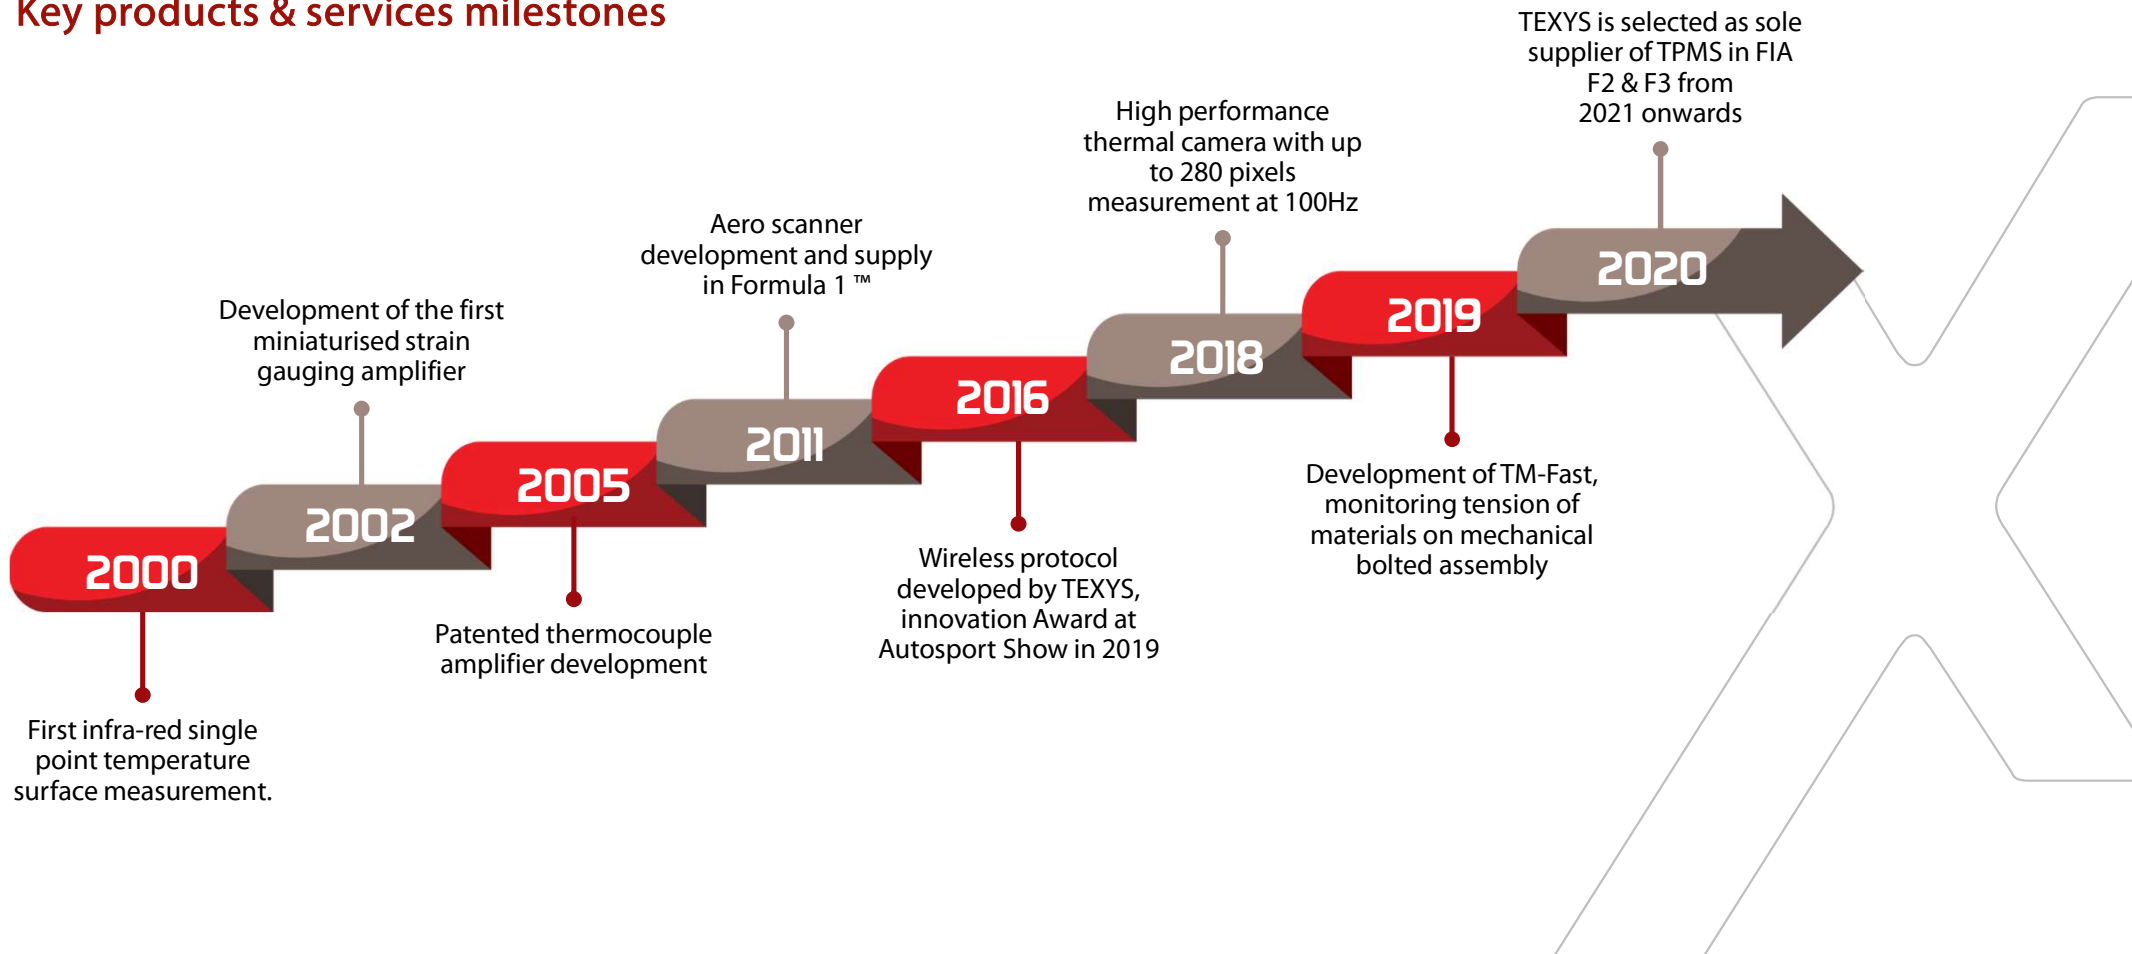 Key products & services milestones
2000
First infra-red single
point temperature
surface measurement.
Development of the first
miniaturised strain
gauging amplifier
2002
2005
Patented thermocouple
amplifier development
Aero scanner
development and supply
in Formula 1 ™
2011
2016
Wireless protocol
developed by TEXYS,
innovation Award at
Autosport Show in 2019
High performance
thermal camera with up
to 280 pixels
measurement at 100Hz
2018
2019
Development of TM-Fast,
monitoring tension of
materials on mechanical
bolted assembly
TEXYS is selected as sole
supplier of TPMS in FIA
F2 & F3 from
2021 onwards
2020